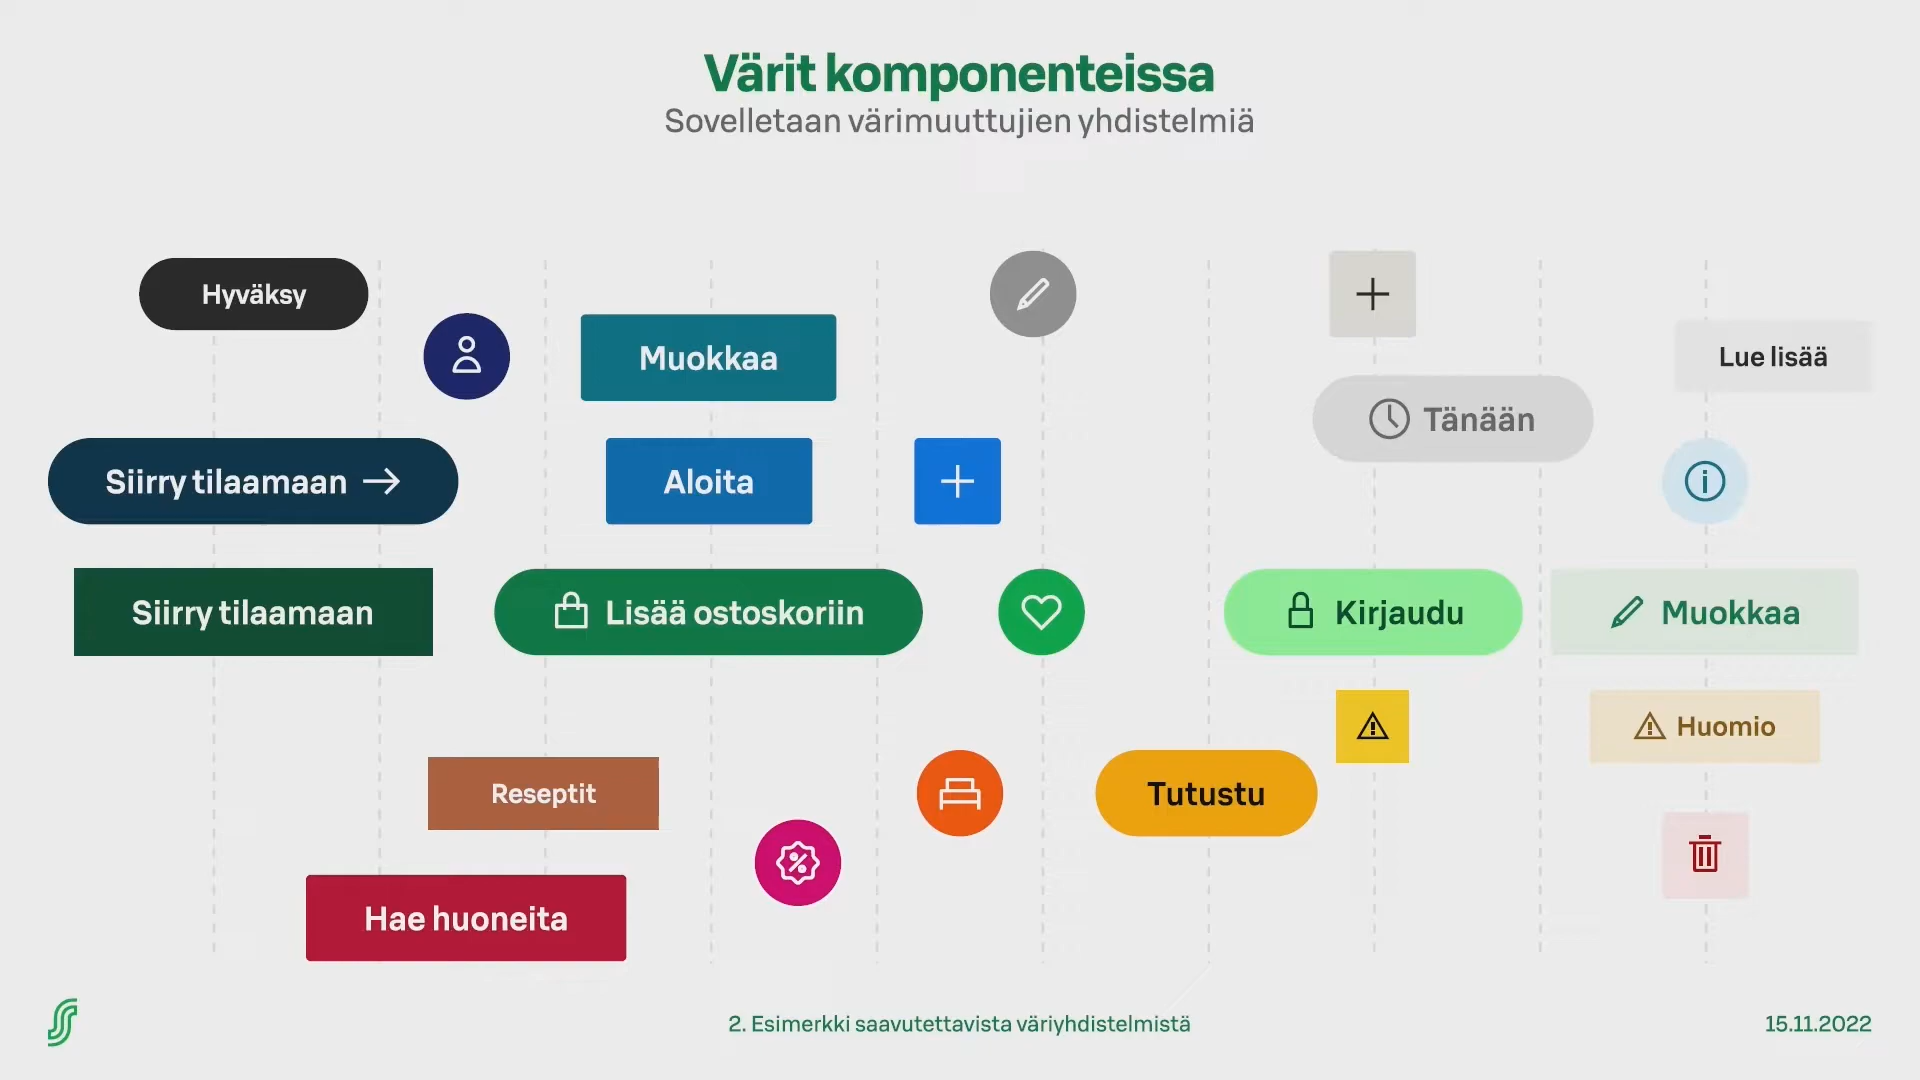 Värit komponenteissa
Sovelletaan värimuuttujien yhdistelmiä
Hyväksy
Muokkaa
Lue lisää
Tänään
Siirry tilaamaan
Aloita
Siirry tilaamaan
Lisää ostoskoriin
Kirjaudu
Muokkaa
Huomio
Reseptit
Tutustu
Hae huoneita
2. Esimerkki saavutettavista väriyhdistelmistä
15.11.2022